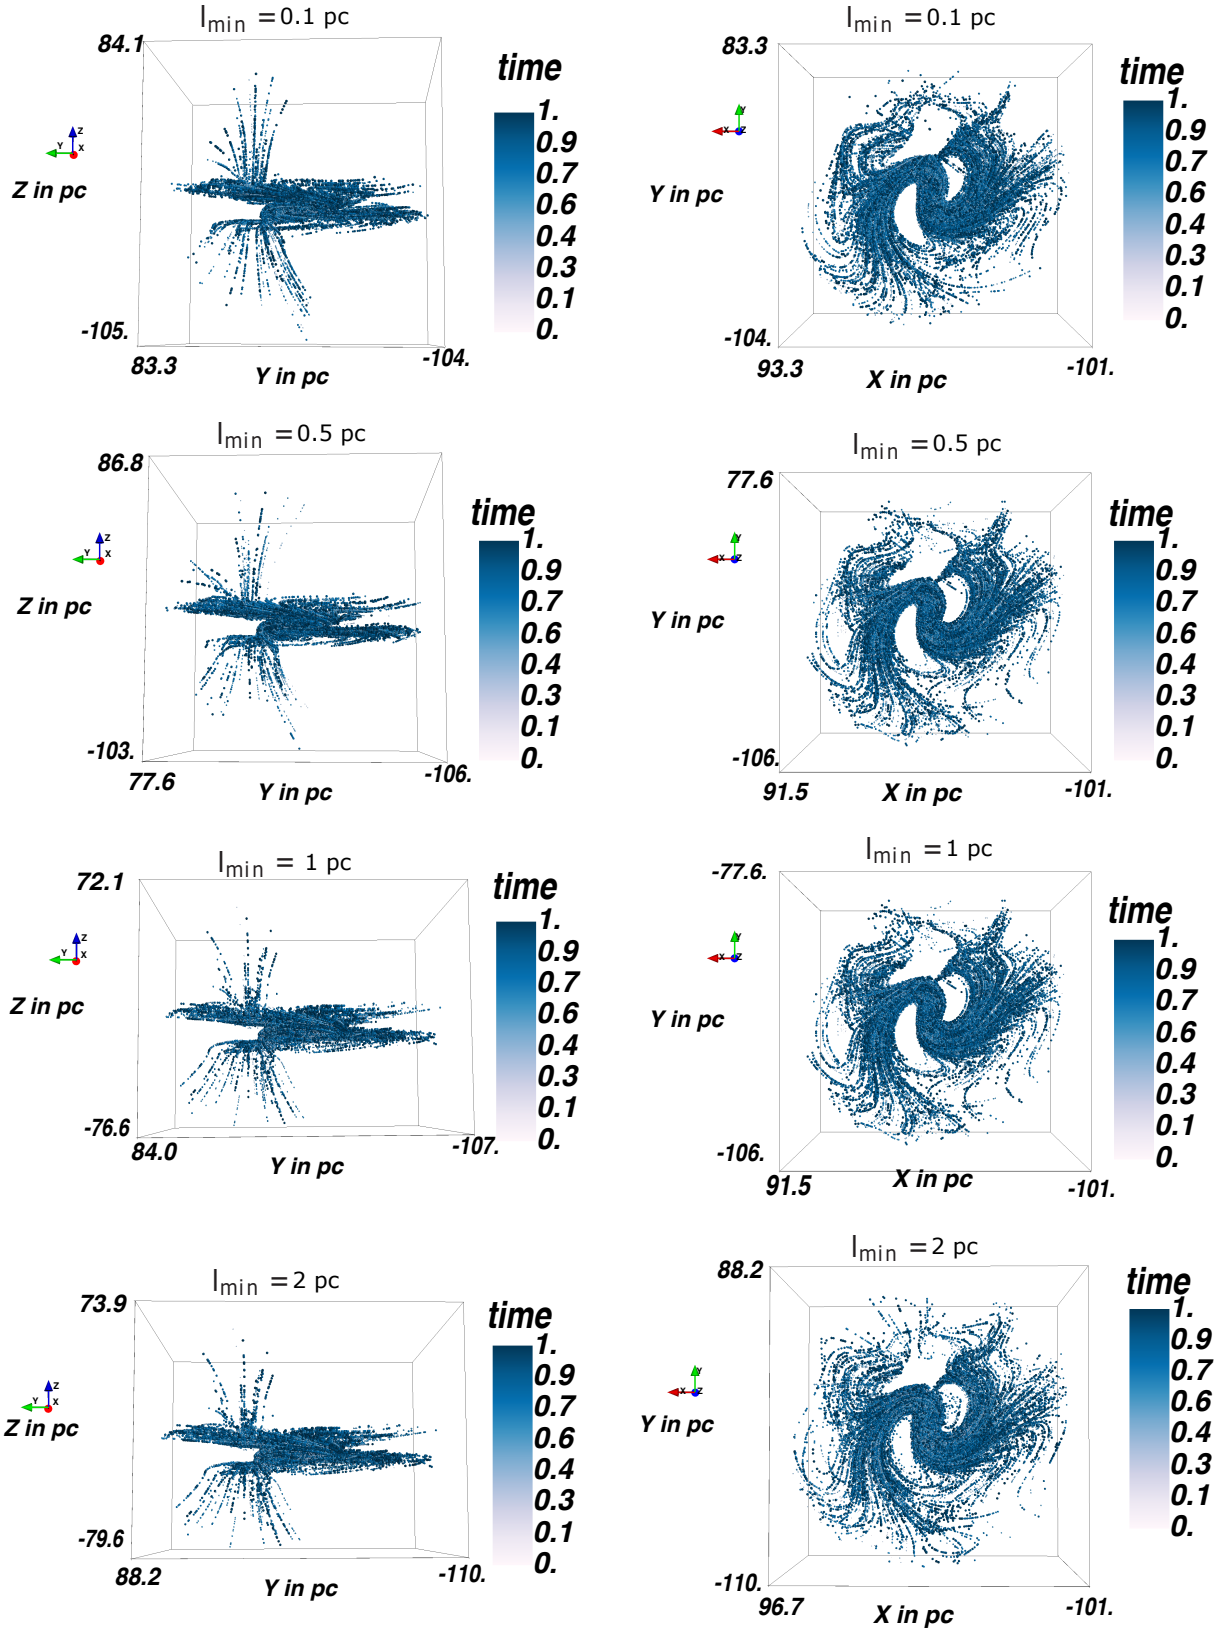 l min = 0.1 pc
84.1
time
1.
0.9
0.7
0.6
0.4
0.3
0.1
0.
Z
Y
X
Z in pc
-105.
83.3
Y in pc
-104.
l min = 0.1 pc
83.3
time
1.
0.9
0.7
0.6
0.4
0.3
0.1
0.
Y
X
Z
Y in pc
-104.
93.3
X in pc
-101.
l min = 0.5 pc
86.8
time
1.
0.9
0.7
0.6
0.4
0.3
0.1
0.
Z
Y
X
Z in pc
-103.
77.6
Y in pc
-106.
l min = 0.5 pc
77.6
time
1.
0.9
0.7
0.6
0.4
0.3
0.1
0.
Y
X
Z
Y in pc
-106.
91.5
X in pc
-101.
l min = 1 pc
72.1
time
1.
0.9
0.7
0.6
0.4
0.3
0.1
0.
Z
Y
X
Z in pc
-76.6
84.0
Y in pc
-107.
l min = 1 pc
-77.6.
time
1.
0.9
0.7
0.6
0.4
0.3
0.1
0.
Y
X
Z
Y in pc
-106.
91.5
X in pc
-101.
l min = 2 pc
73.9
time
1.
0.9
0.7
0.6
0.4
0.3
0.1
0.
Z
Y
X
Z in pc
-79.6
88.2
Y in pc
-110.
l min = 2 pc
88.2
time
1.
0.9
0.7
0.6
0.4
0.3
0.1
0.
Y
X
Z
Y in pc
-110.
96.7
X in pc
-101.